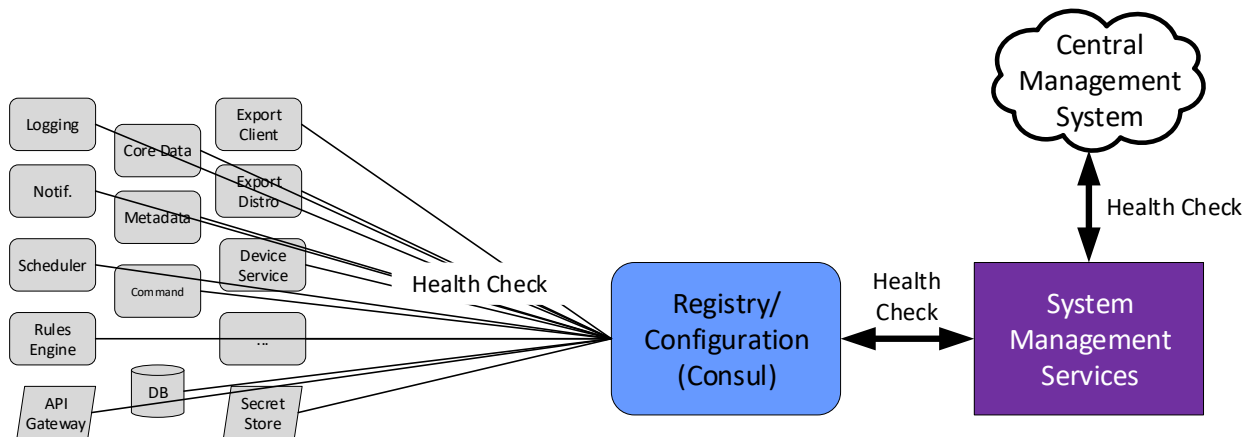 Central
Management
System
Export
Client
Logging
Core Data
Notif.
Export
Distro
Metadata
Health Check
Scheduler
Device
Service
Health Check
Command
Registry/
Configuration
(Consul)
Health
Check
System
Management
Services
Rules
Engine
...
DB
API
Gateway
Secret
Store